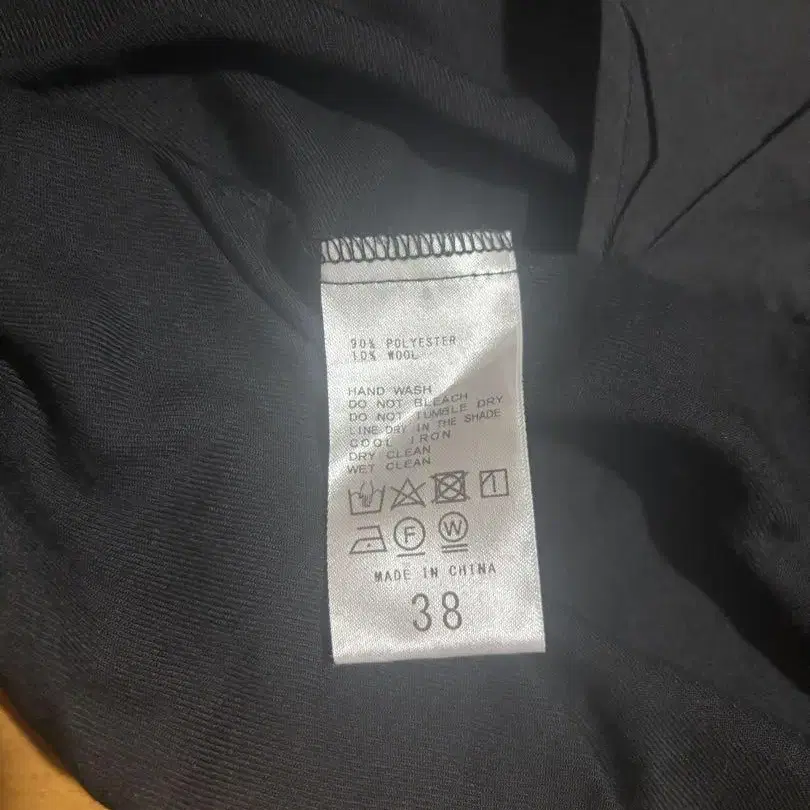 90% POLYESTER
10% WOOL
HAND WASH
DO NOT BLEACH
DO NOT TUMBLE DRY
LINE DRY IN THE SHADE
COOL IRON
DRY CLEAN
WET CLEAN
F W
MADE IN CHINA
38